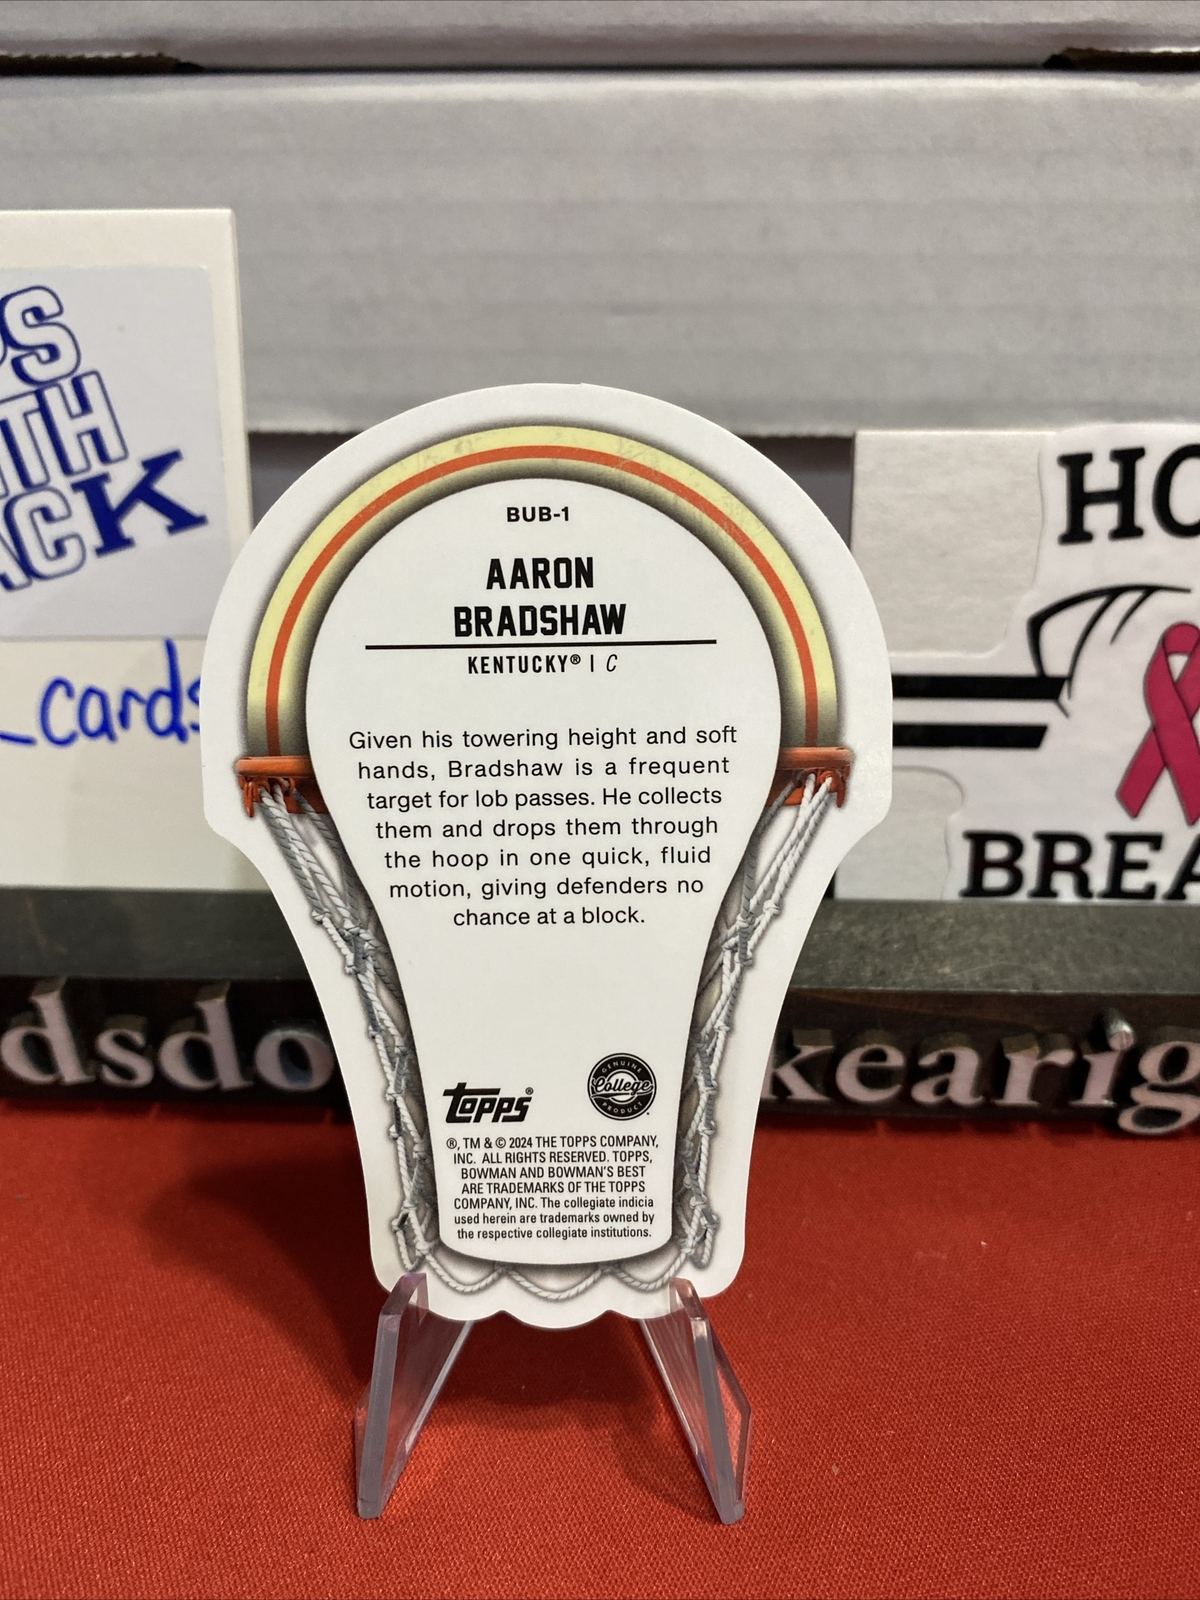 BUB-1
AARON
BRADSHAW
KENTUCKY® | C
Given his towering height and soft
hands, Bradshaw is a frequent
target for lob passes. He collects
them and drops them through
the hoop in one quick, fluid
motion, giving defenders no
chance at a block.
topps®
GENUINE
College
PRODUCT
®, TM & © 2024 THE TOPPS COMPANY,
INC. ALL RIGHTS RESERVED. TOPPS,
BOWMAN AND BOWMAN'S BEST
ARE TRADEMARKS OF THE TOPPS
COMPANY, INC. The collegiate indicia
used herein are trademarks owned by
the respective collegiate institutions.
_cards
HO
BREA
dsdo
kearig